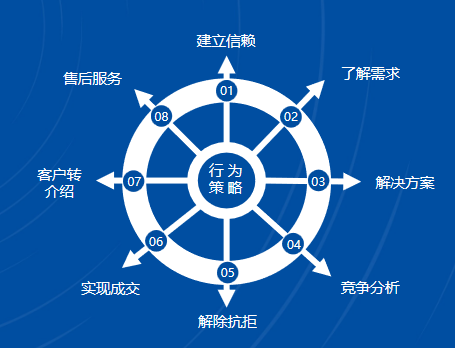 建立信赖
01
了解需求
02
解决方案
03
竞争分析
04
解除抗拒
05
实现成交
06
客户转
介绍
07
售后服务
08
行为
策略